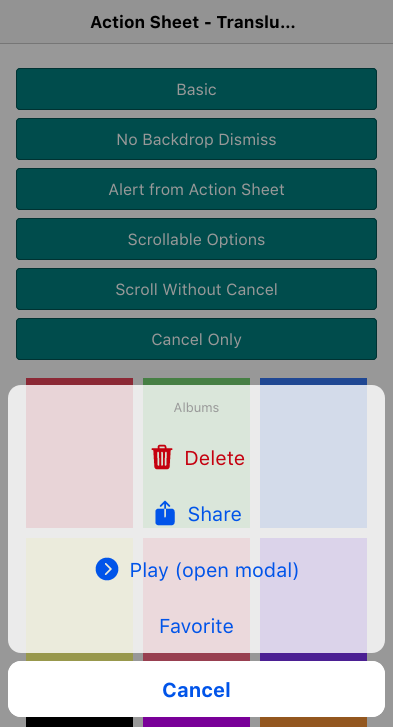 Action Sheet - Translu...
Basic
No Backdrop Dismiss
Alert from Action Sheet
Scrollable Options
Scroll Without Cancel
Cancel Only
Albums
Delete
Share
Play (open modal)
Favorite
Cancel